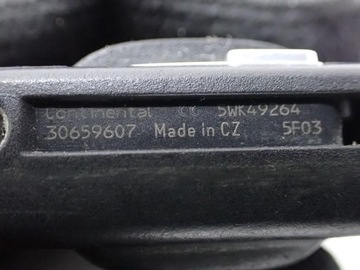 Continental CE 5WK49264
30659607 Made in CZ 5F03